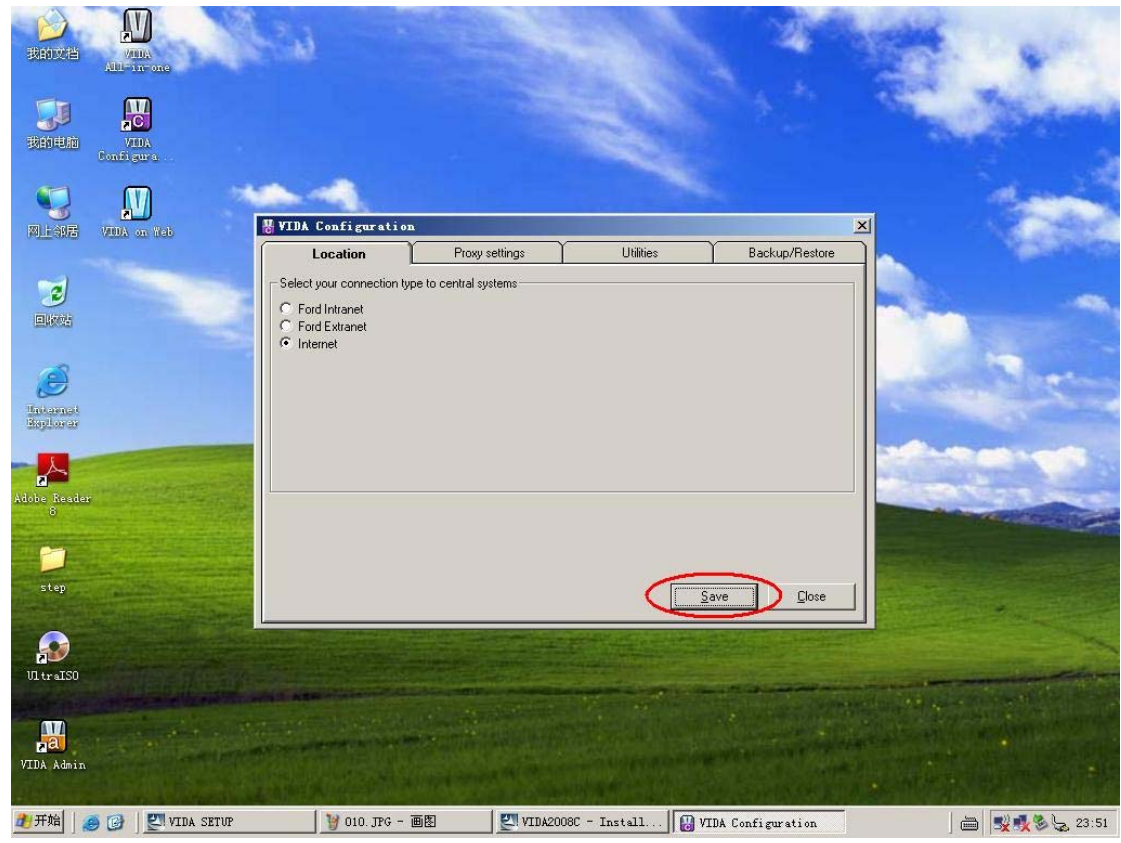 我的文档
VIDA
All-in-one
我的电脑
VIDA
Configura...
网上邻居
VIDA on Web
回收站
Internet
Explorer
Adobe Reader
8
step
UltraISO
VIDA Admin
VIDA Configuration
Location
Proxy settings
Utilities
Backup/Restore
Select your connection type to central systems
Ford Intranet
Ford Extranet
Internet
Save
Close
开始
VIDA SETUP
010.JPG - 画图
VIDA2008C - Install...
VIDA Configuration
23:51